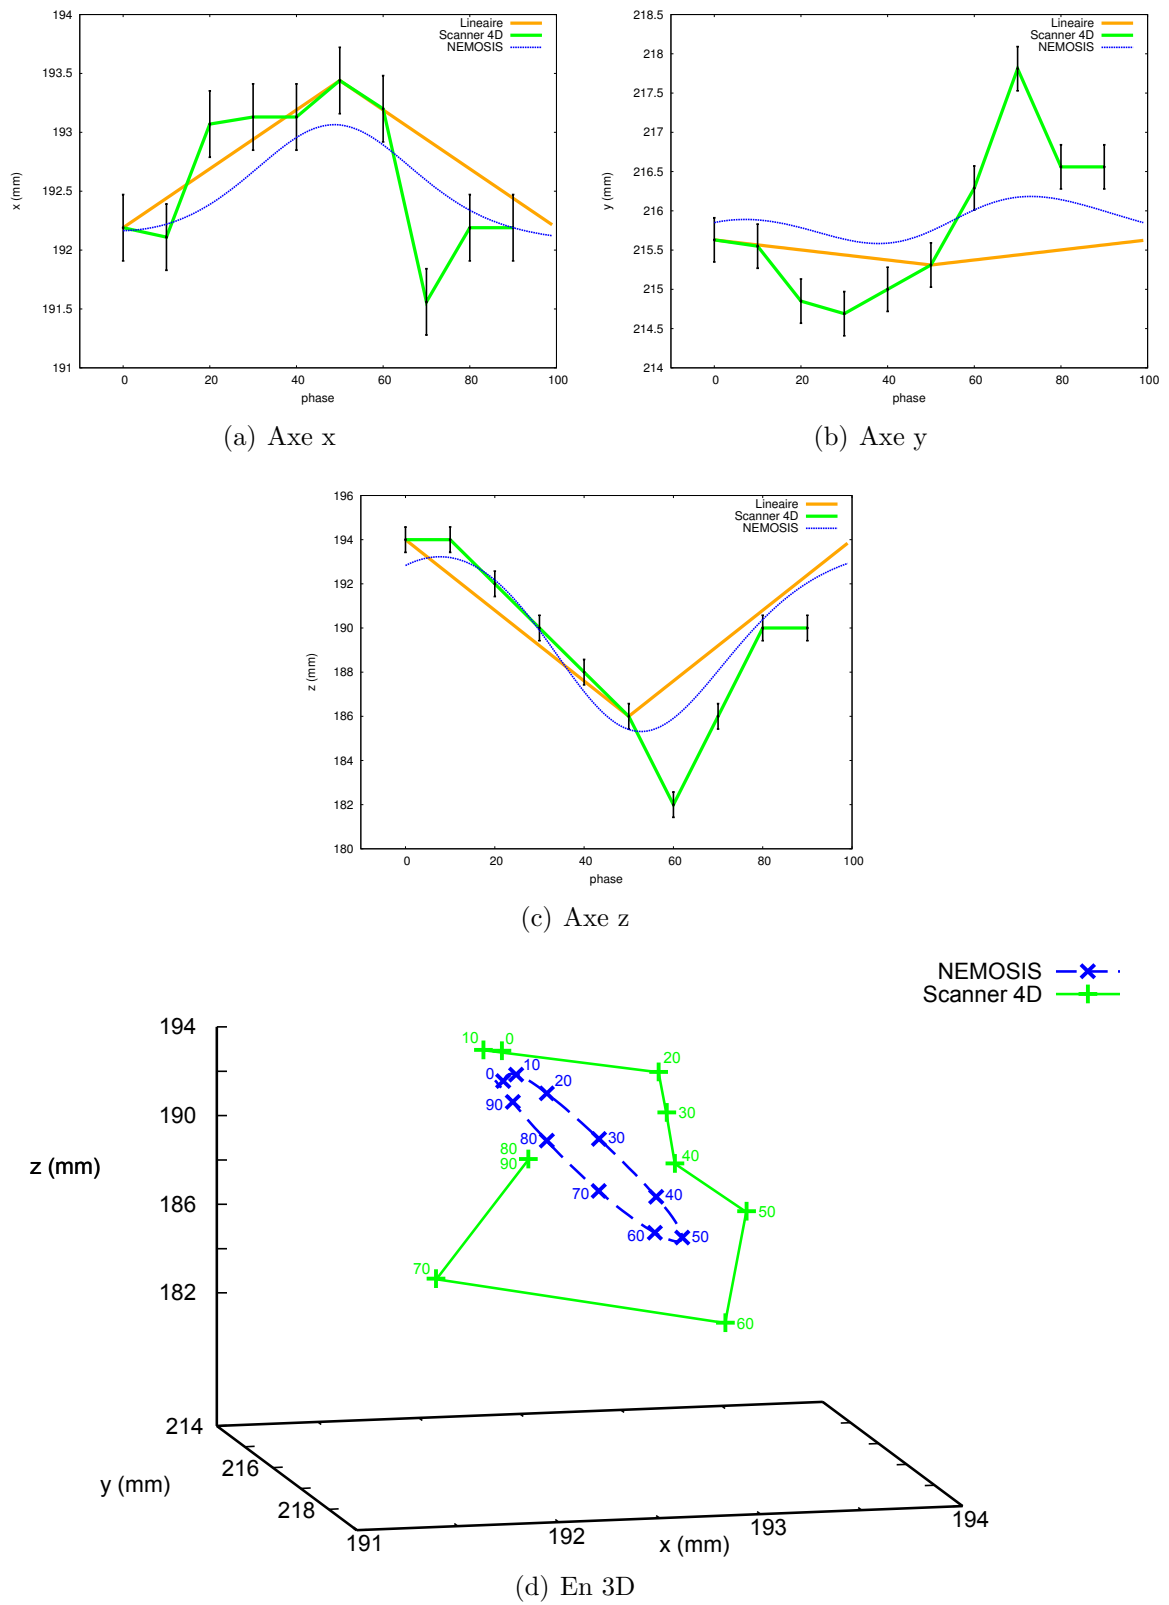 194
193.5
193
192.5
192
191.5
191
x (mm)
0 20 40 60 80 100
phase
Lineaire
Scanner 4D
NEMOSIS
(a) Axe x
218.5
218
217.5
217
216.5
216
215.5
215
214.5
214
y (mm)
0 20 40 60 80 100
phase
Lineaire
Scanner 4D
NEMOSIS
(b) Axe y
196
194
192
190
188
186
184
182
180
z (mm)
0 20 40 60 80 100
phase
Lineaire
Scanner 4D
NEMOSIS
(c) Axe z
NEMOSIS
Scanner 4D
194
190
z (mm)
186
182
214
216
y (mm)
218
191 192 193 194
x (mm)
10 0
20
30
40
50
60
70
80
90
0 10
20
30
40
50
60
70
80
90
(d) En 3D